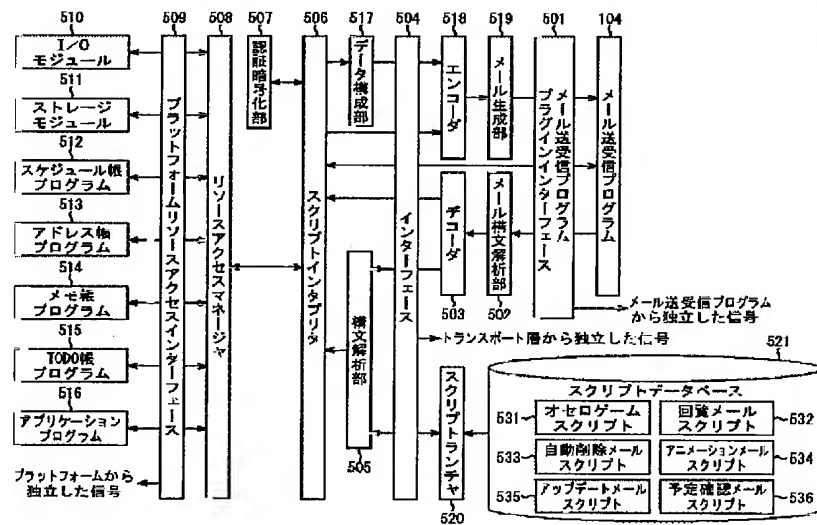 510
509
508
507
506
517
504
518
519
501
104
I/O
モジュール
511
ストレージ
モジュール
512
スケジュール帳
プログラム
513
アドレス帳
プログラム
514
メモ帳
プログラム
515
TODO帳
プログラム
516
アプリケーション
プログラム
プラットフォームから
独立した信号
プラットフォームリソースアクセスインターフェース
リソースアクセスマネージャ
認証暗号化部
スクリプトインタプリタ
データ構成部
構文解析部
505
インターフェース
エンコーダ
メール生成部
デコーダ
503
メール構文解析部
502
メール送受信プログラム
プラグインインターフェース
メール送受信プログラム
メール送受信プログラム
から独立した信号
トランスポート層から独立した信号
スクリプトランチャ
520
521
スクリプトデータベース
531
オセロゲーム
スクリプト
回覧メール
スクリプト
532
533
自動削除メール
スクリプト
アニメーションメール
スクリプト
534
535
アップデートメール
スクリプト
予定確認メール
スクリプト
536